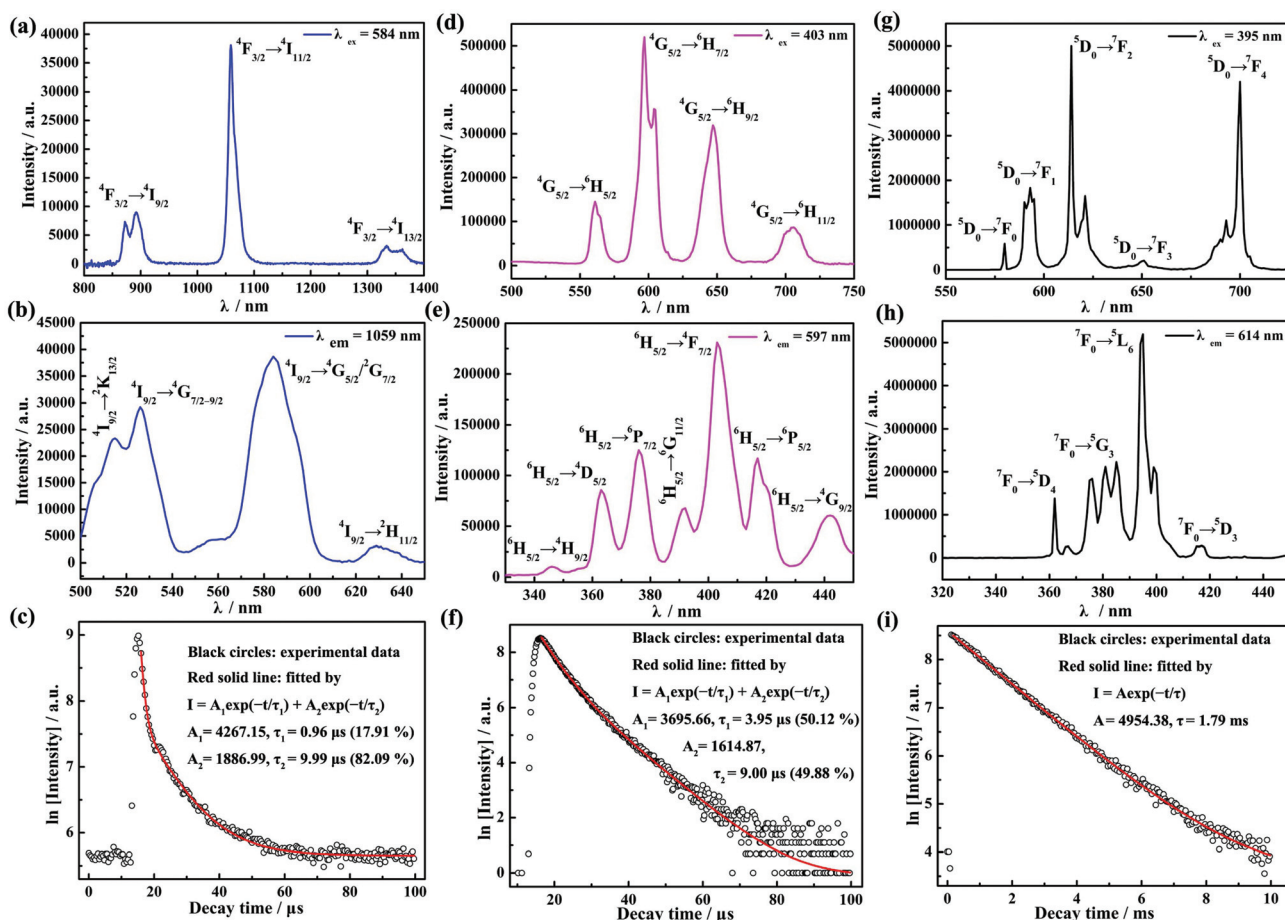 (a)
λ ex = 584 nm
⁴F₃/₂→⁴I₁₁/₂
⁴F₃/₂→⁴I₉/₂
⁴F₃/₂→⁴I₁₃/₂
Intensity / a.u.
40000
35000
30000
25000
20000
15000
10000
5000
0
800 900 1000 1100 1200 1300 1400
λ / nm
(d)
λ ex = 403 nm
⁴G₅/₂→⁶H₇/₂
⁴G₅/₂→⁶H₉/₂
⁴G₅/₂→⁶H₅/₂
⁴G₅/₂→⁶H₁₁/₂
Intensity / a.u.
500000
400000
300000
200000
100000
0
500 550 600 650 700 750
λ / nm
(g)
λ ex = 395 nm
⁵D₀→⁷F₂
⁵D₀→⁷F₄
⁵D₀→⁷F₁
⁵D₀→⁷F₀
⁵D₀→⁷F₃
Intensity / a.u.
5000000
4000000
3000000
2000000
1000000
0
550 600 650 700
λ / nm
(b)
λ em = 1059 nm
⁴I₉/₂→²K₁₃/₂
⁴I₉/₂→⁴G₇/₂₋₉/₂
⁴I₉/₂→⁴G₅/₂/²G₇/₂
⁴I₉/₂→²H₁₁/₂
Intensity / a.u.
45000
40000
35000
30000
25000
20000
15000
10000
5000
0
500 520 540 560 580 600 620 640
λ / nm
(e)
λ em = 597 nm
⁶H₅/₂→⁴F₇/₂
⁶H₅/₂→⁶P₇/₂
⁶H₅/₂→⁶G₁₁/₂
⁶H₅/₂→⁶P₅/₂
⁶H₅/₂→⁴D₅/₂
⁶H₅/₂→⁴G₉/₂
⁶H₅/₂→⁴H₉/₂
Intensity / a.u.
250000
200000
150000
100000
50000
0
340 360 380 400 420 440
λ / nm
(h)
λ em = 614 nm
⁷F₀→⁵L₆
⁷F₀→⁵G₃
⁷F₀→⁵D₄
⁷F₀→⁵D₃
Intensity / a.u.
5000000
4000000
3000000
2000000
1000000
0
320 340 360 380 400 420 440
λ / nm
(c)
Black circles: experimental data
Red solid line: fitted by
I = A₁exp(−t/τ₁) + A₂exp(−t/τ₂)
A₁= 4267.15, τ₁ = 0.96 μs (17.91 %)
A₂= 1886.99, τ₂ = 9.99 μs (82.09 %)
ln [Intensity] / a.u.
9
8
7
6
0 20 40 60 80 100
Decay time / μs
(f)
Black circles: experimental data
Red solid line: fitted by
I = A₁exp(−t/τ₁) + A₂exp(−t/τ₂)
A₁= 3695.66, τ₁ = 3.95 μs (50.12 %)
A₂= 1614.87,
τ₂ = 9.00 μs (49.88 %)
ln [Intensity] / a.u.
8
6
4
2
0
20 40 60 80 100
Decay time / μs
(i)
Black circles: experimental data
Red solid line: fitted by
I = Aexp(−t/τ)
A = 4954.38, τ = 1.79 ms
ln [Intensity] / a.u.
8
7
6
5
4
0 2 4 6 8 10
Decay time / ms